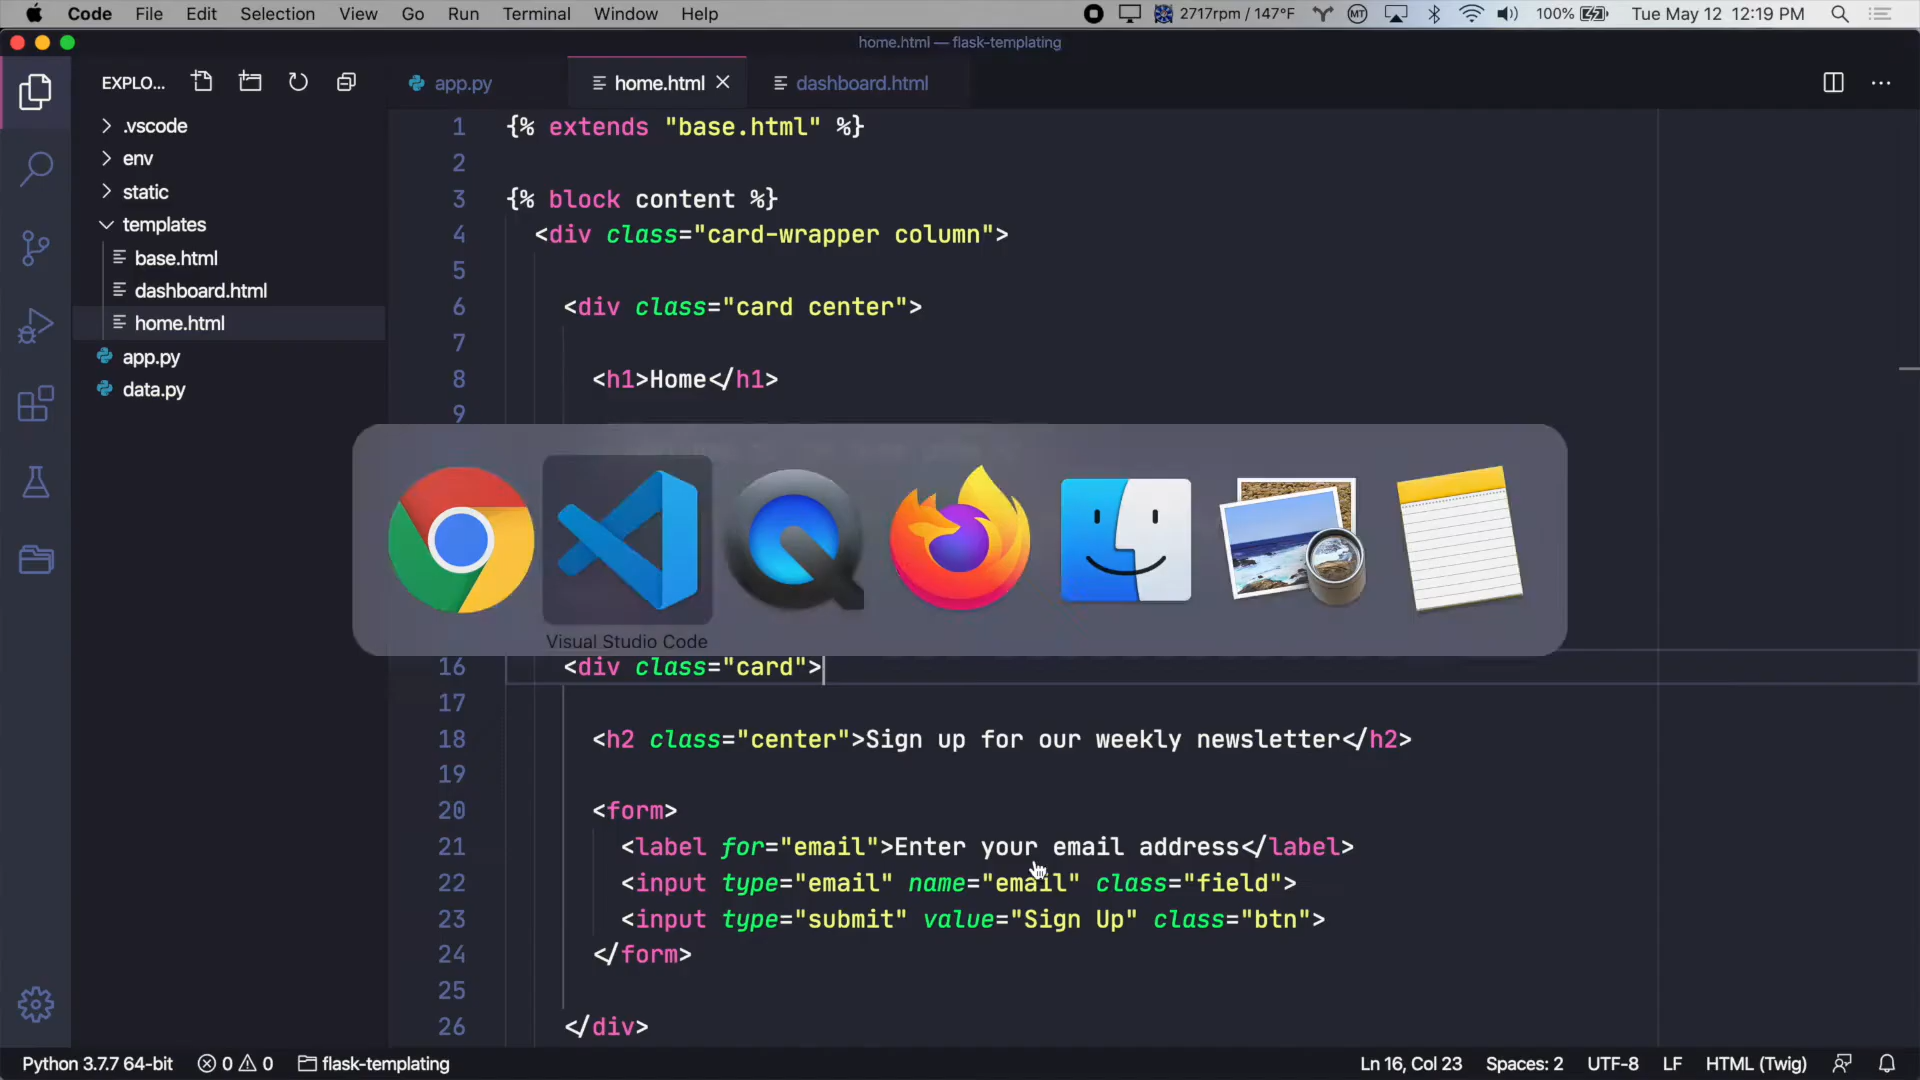 Code File Edit Selection View Go Run Terminal Window Help
MT 2717rpm / 147°F 100% Tue May 12 12:19 PM
home.html — flask-templating
EXPLO...
app.py
home.html
dashboard.html
.vscode
env
static
templates
base.html
dashboard.html
home.html
app.py
data.py
1 {% extends "base.html" %}
2
3 {% block content %}
4 <div class="card-wrapper column">
5
6 <div class="card center">
7
8 <h1>Home</h1>
9
Visual Studio Code
16 <div class="card">
17
18 <h2 class="center">Sign up for our weekly newsletter</h2>
19
20 <form>
21 <label for="email">Enter your email address</label>
22 <input type="email" name="email" class="field">
23 <input type="submit" value="Sign Up" class="btn">
24 </form>
25
26 </div>
Python 3.7.7 64-bit 0 0 flask-templating Ln 16, Col 23 Spaces: 2 UTF-8 LF HTML (Twig)